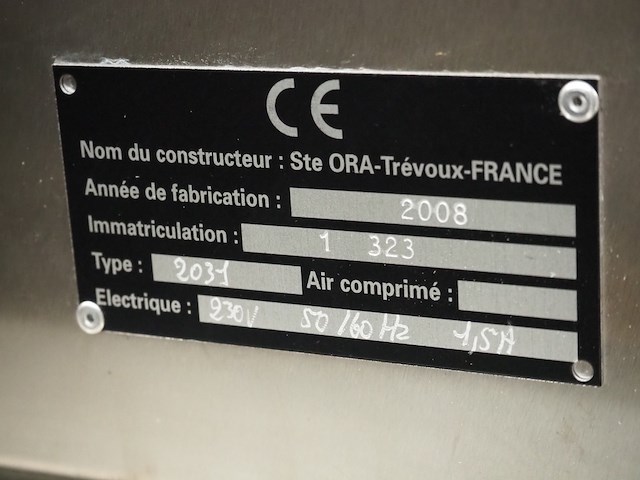 CE
Nom du constructeur : Ste ORA-Trévoux-FRANCE
Année de fabrication : 2008
Immatriculation : 1 323
Type : 2031 Air comprimé :
Electrique : 230V 50/60Hz 1,5A